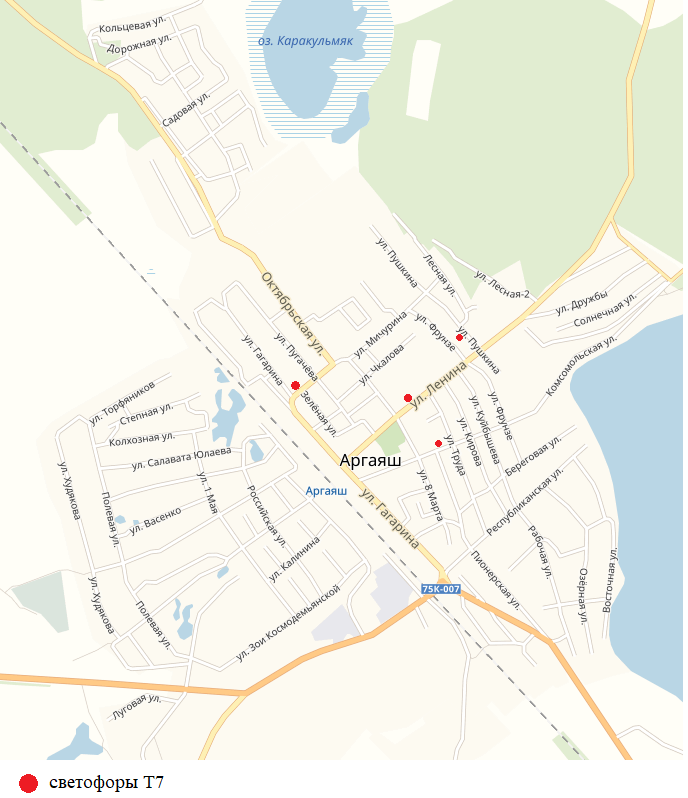 Кольцевая ул.
Дорожная ул.
оз. Каракульмяк
Садовая ул.
ул. Пушкина
Лесная ул.
ул. Лесная-2
Октябрьская ул.
ул. Дружбы
Солнечная ул.
ул. Мичурина
ул. Фрунзе
ул. Пушкина
ул. Гагарина
ул. Пугачёва
ул. Чкалова
Комсомольская ул.
ул. Ленина
Зелёная ул.
ул. Торфяников
Степная ул.
Колхозная ул.
ул. Салавата Юлаева
ул. Куйбышева
ул. Фрунзе
ул. Кирова
ул. Труда
Аргаяш
Береговая ул.
ул. Худякова
Полевая ул.
ул. 1 Мая
Российская ул.
Аргаяш
ул. Гагарина
ул. 8 Марта
Республиканская ул.
ул. Васенко
ул. Калинина
Рабочая ул.
Пионерская ул.
Озёрная ул.
Восточная ул.
ул. Худякова
Полевая ул.
75К-007
ул. Зои Космодемьянской
Луговая ул.
светофоры Т7